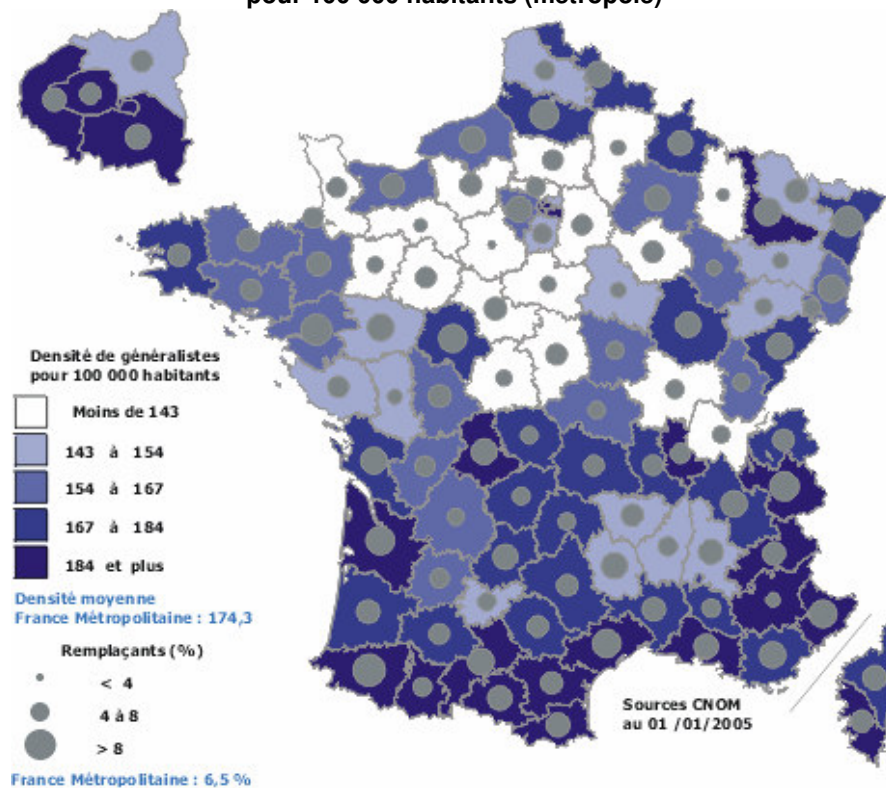 pour 100 000 habitants (métropole)
Densité de généralistes
pour 100 000 habitants
Moins de 143
143 à 154
154 à 167
167 à 184
184 et plus
Densité moyenne
France Métropolitaine : 174,3
Remplaçants (%)
< 4
4 à 8
> 8
France Métropolitaine : 6,5 %
Sources CNOM
au 01 /01/2005